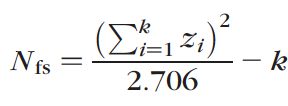 N_fs = (∑_{i=1}^{k} z_i)^2 / 2.706 − k